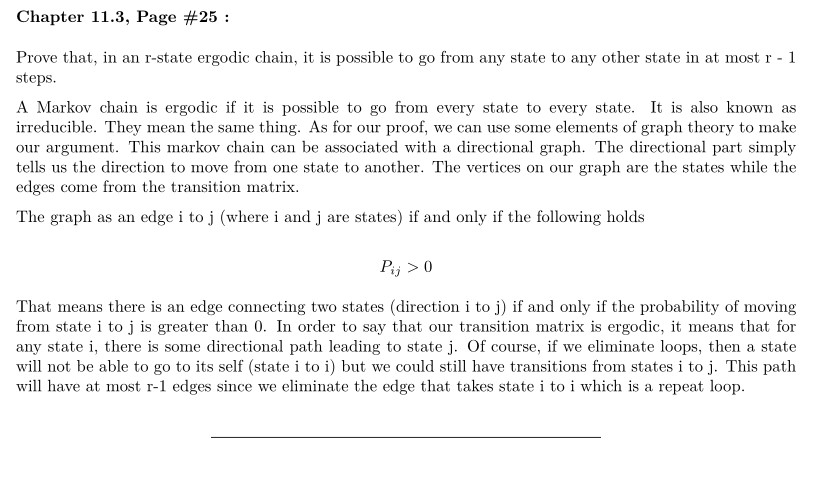 Chapter 11.3, Page #25 :
Prove that, in an r-state ergodic chain, it is possible to go from any state to any other state in at most r - 1
steps.
A Markov chain is ergodic if it is possible to go from every state to every state. It is also known as
irreducible. They mean the same thing. As for our proof, we can use some elements of graph theory to make
our argument. This markov chain can be associated with a directional graph. The directional part simply
tells us the direction to move from one state to another. The vertices on our graph are the states while the
edges come from the transition matrix.
The graph as an edge i to j (where i and j are states) if and only if the following holds
P_{ij} > 0
That means there is an edge connecting two states (direction i to j) if and only if the probability of moving
from state i to j is greater than 0. In order to say that our transition matrix is ergodic, it means that for
any state i, there is some directional path leading to state j. Of course, if we eliminate loops, then a state
will not be able to go to its self (state i to i) but we could still have transitions from states i to j. This path
will have at most r-1 edges since we eliminate the edge that takes state i to i which is a repeat loop.